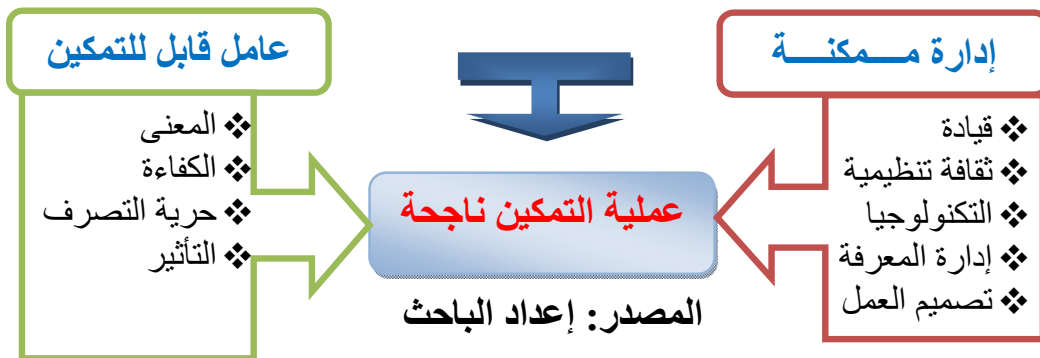 إدارة مـــمكنـــــة
قيادة
ثقافة تنظيمية
التكنولوجيا
إدارة المعرفة
تصميم العمل
عامل قابل للتمكين
المعنى
الكفاءة
حرية التصرف
التأثير
عملية التمكين ناجحة
المصدر: إعداد الباحث